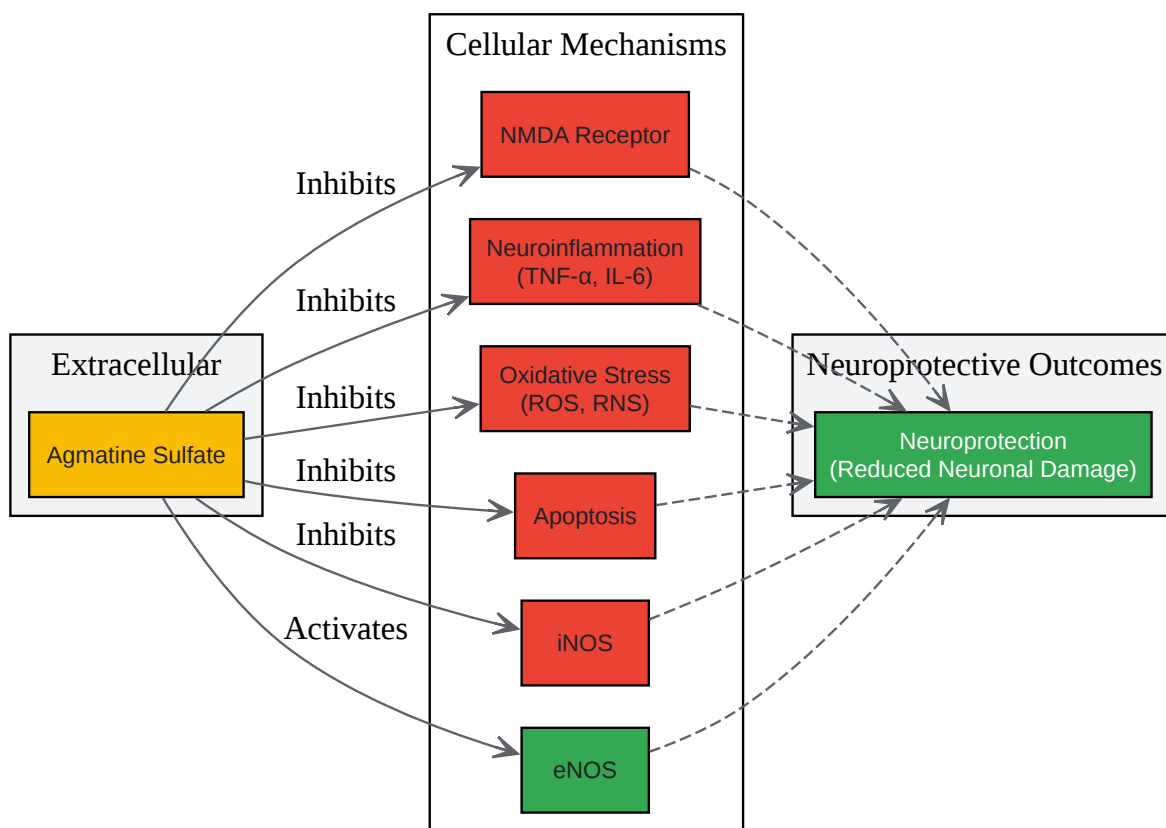 Cellular Mechanisms
NMDA Receptor
Inhibits
Neuroinflammation
(TNF-α, IL-6)
Inhibits
Extracellular
Neuroprotective Outcomes
Oxidative Stress
(ROS, RNS)
Inhibits
Agmatine Sulfate
Neuroprotection
(Reduced Neuronal Damage)
Inhibits
Apoptosis
Inhibits
Activates
iNOS
eNOS